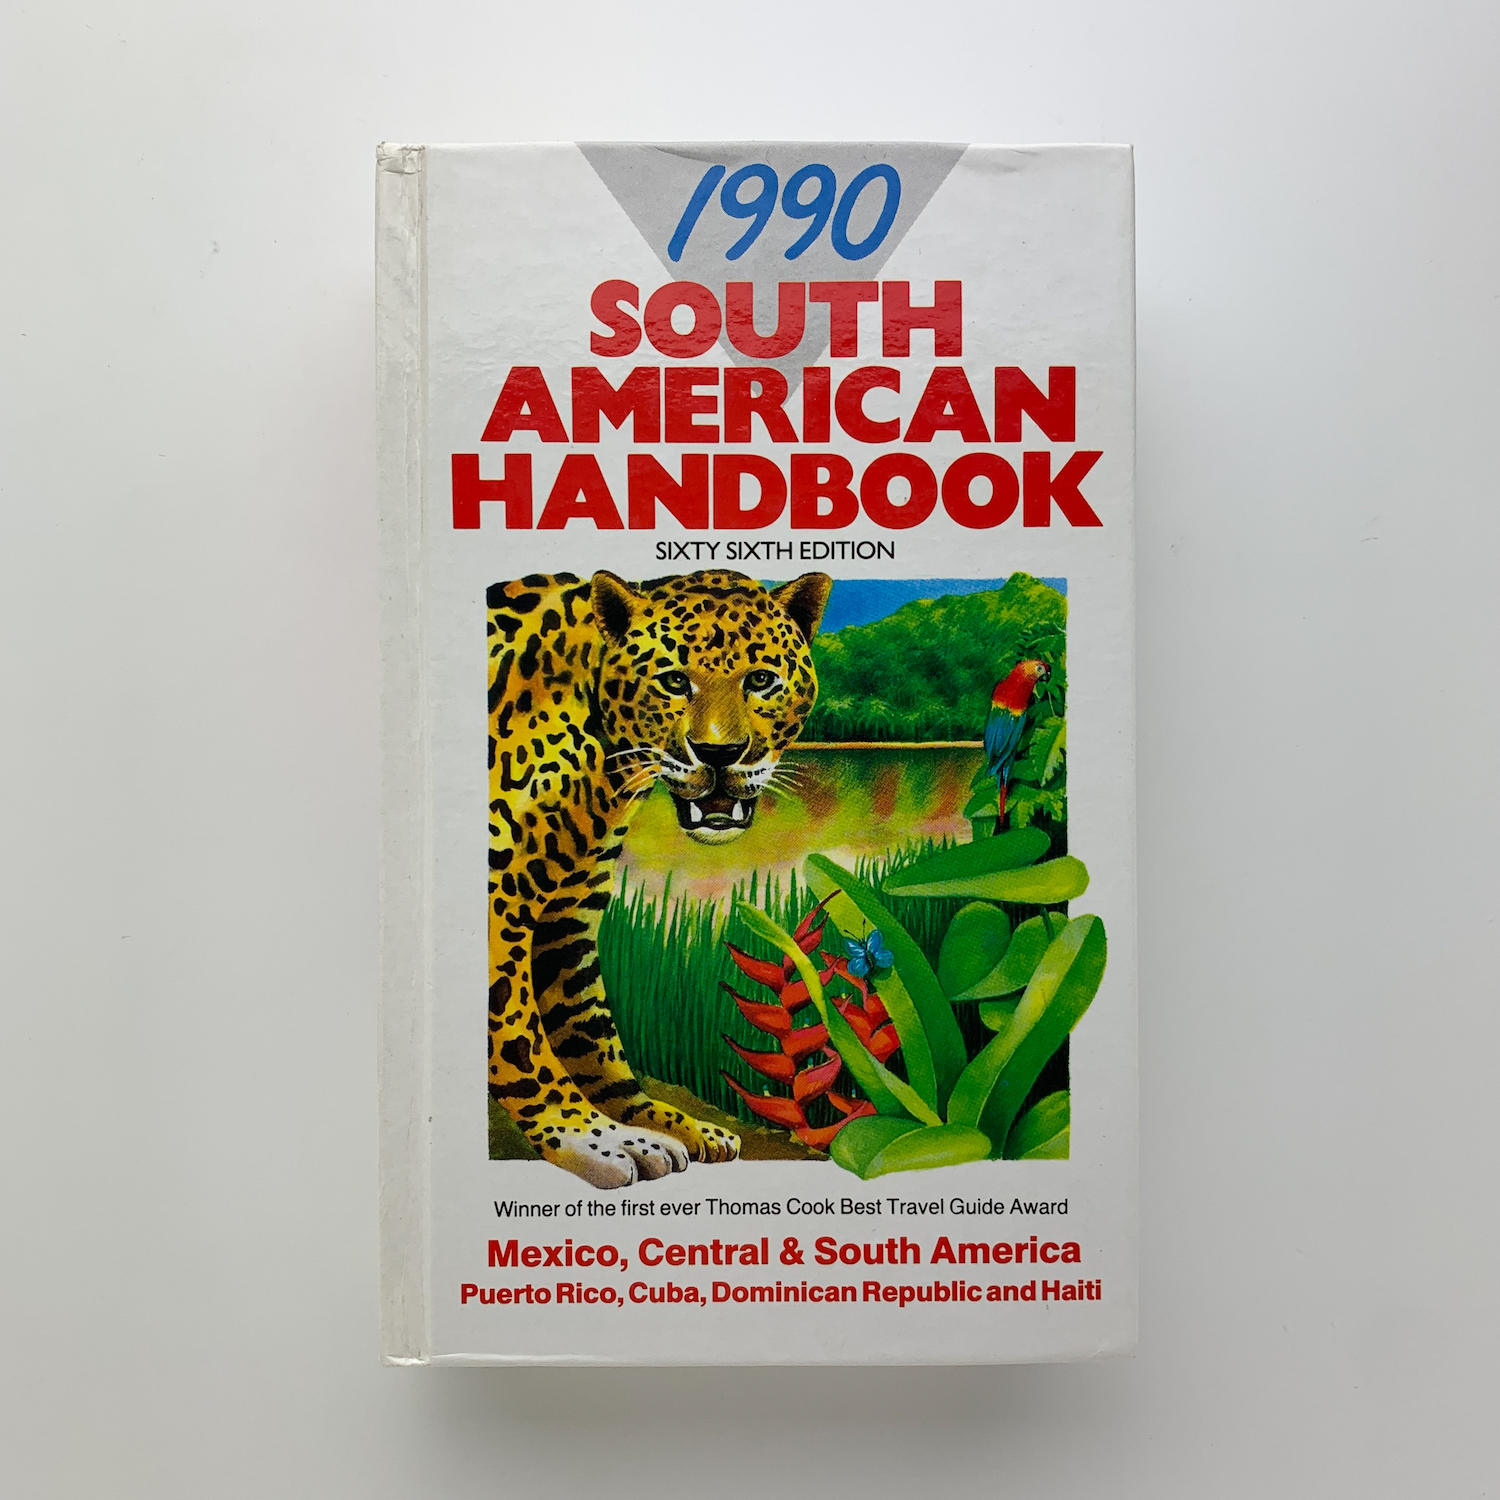 1990
SOUTH
AMERICAN
HANDBOOK
SIXTY SIXTH EDITION
Winner of the first ever Thomas Cook Best Travel Guide Award
Mexico, Central & South America
Puerto Rico, Cuba, Dominican Republic and Haiti